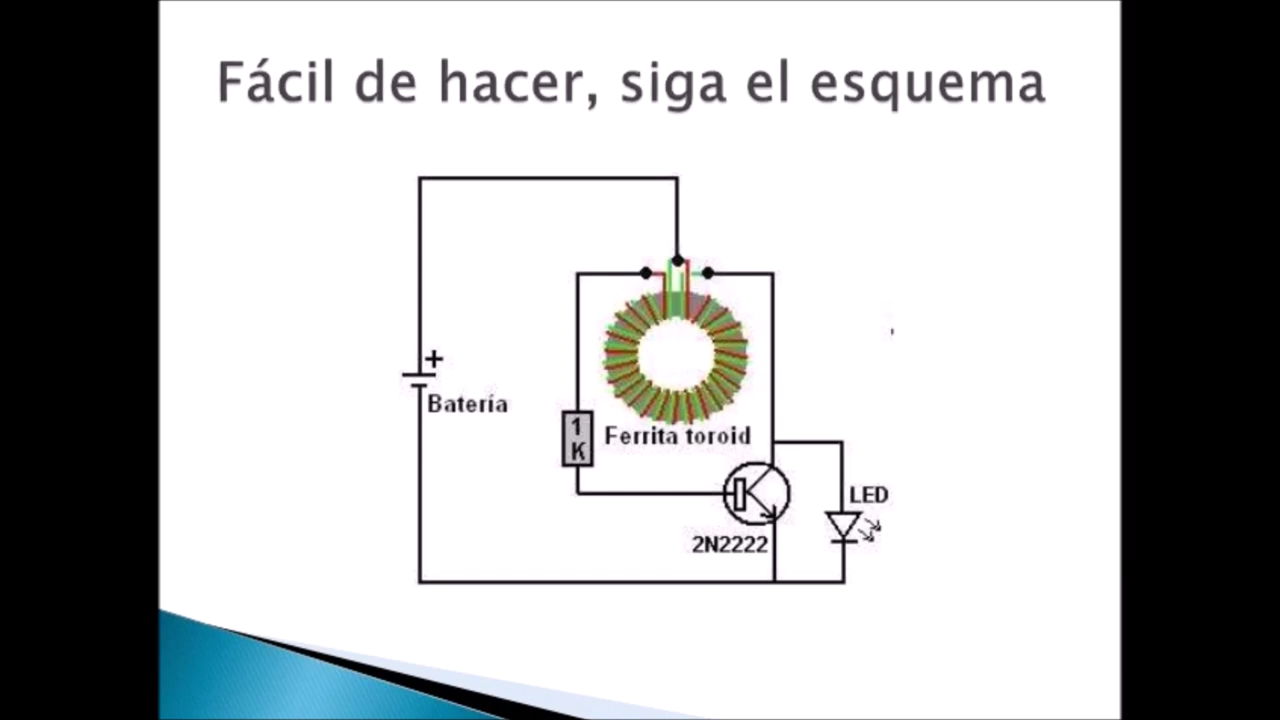 Fácil de hacer, siga el esquema
+
Batería
1
K
Ferrita toroid
LED
2N2222